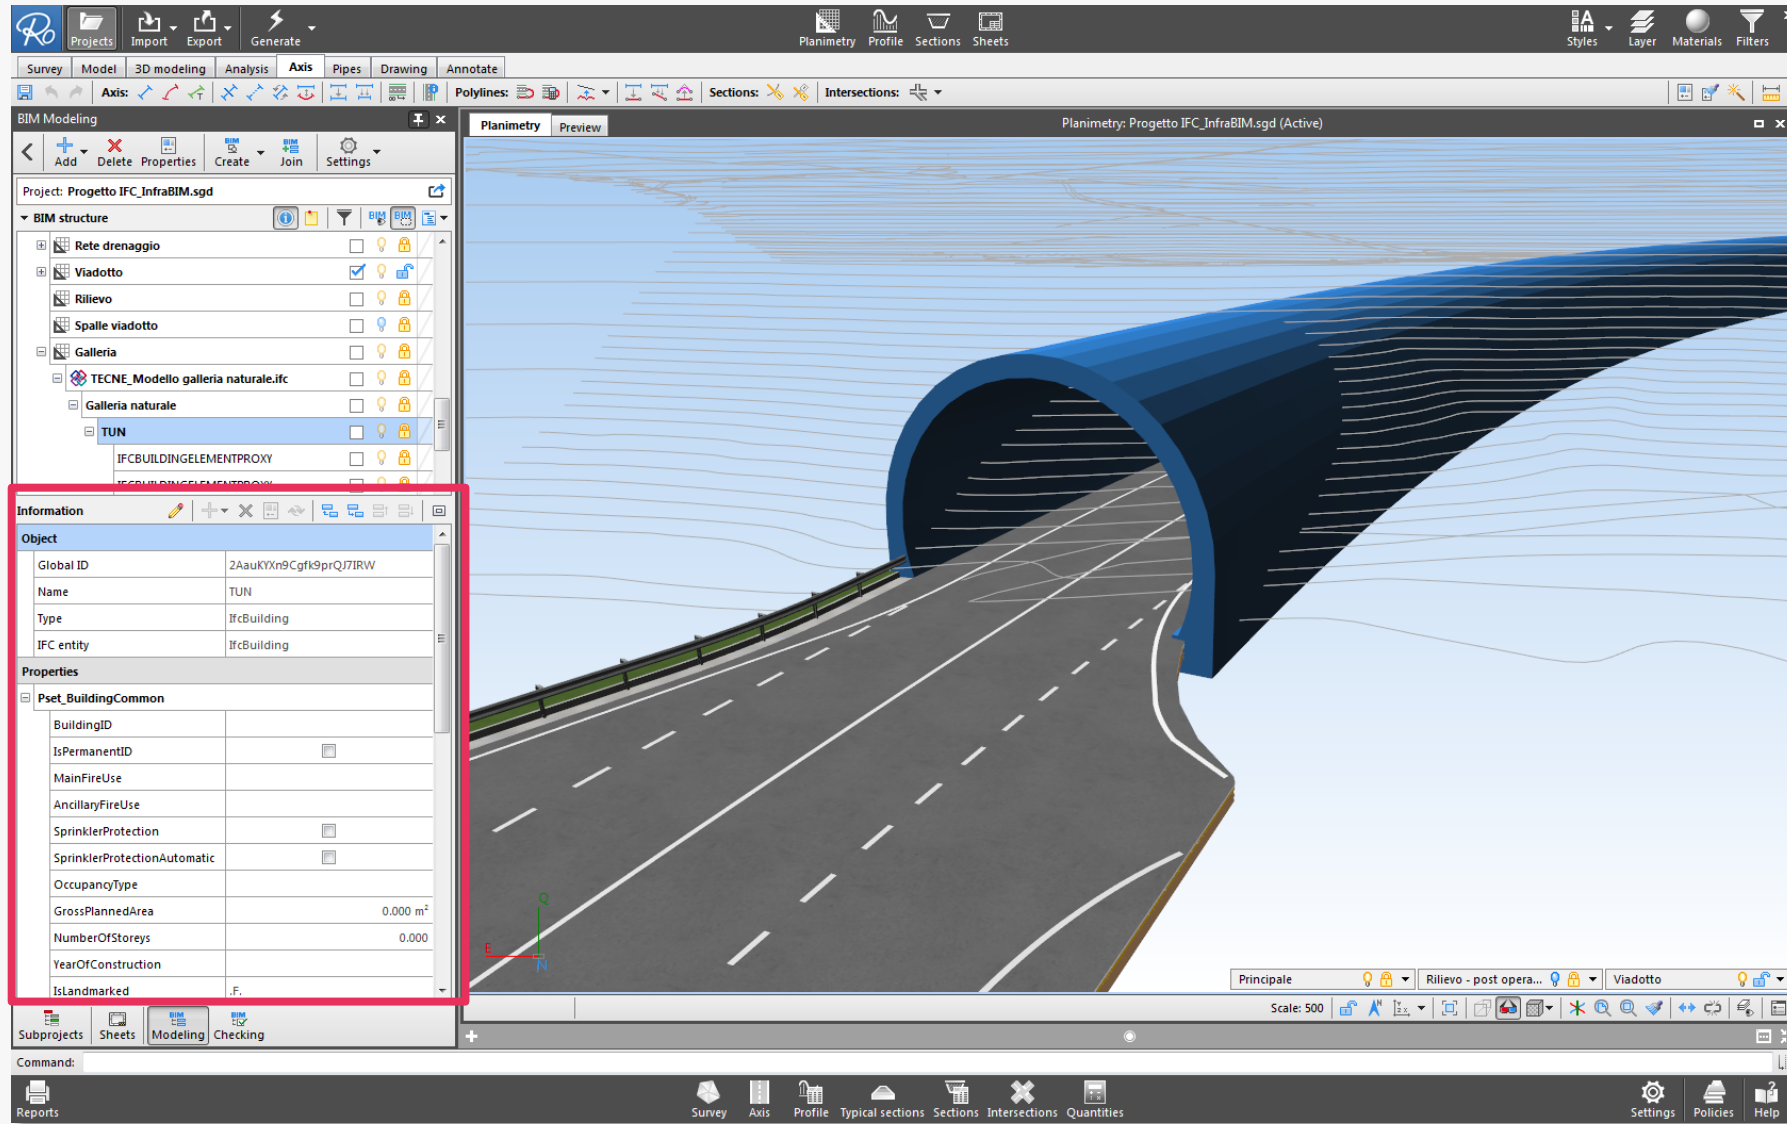 Ro Projects Import Export Generate Planimetry Profile Sections Sheets Styles Layer Materials Filters
Survey Model 3D modeling Analysis Axis Pipes Drawing Annotate
Axis: Polylines: Sections: Intersections:
BIM Modeling
Planimetry Preview Planimetry: Progetto IFC_InfraBIM.sgd (Active)
Add Delete Properties Create Join Settings
Project: Progetto IFC_InfraBIM.sgd
BIM structure
Rete drenaggio
Viadotto
Rilievo
Spalle viadotto
Galleria
TECNE_Modello galleria naturale.ifc
Galleria naturale
TUN
IFCBUILDINGELEMENTPROXY
IFCBUILDINGELEMENTPROXY
Information
Object
Global ID 2AauKYXn9Cgfk9prQJ7IRW
Name TUN
Type IfcBuilding
IFC entity IfcBuilding
Properties
Pset_BuildingCommon
BuildingID
IsPermanentID
MainFireUse
AncillaryFireUse
SprinklerProtection
SprinklerProtectionAutomatic
OccupancyType
GrossPlannedArea 0.000 m²
NumberOfStoreys 0.000
YearOfConstruction
IsLandmarked .F.
Q
E
N
Principale Rilievo - post opera... Viadotto
Scale: 500
Subprojects Sheets Modeling Checking
Command:
Reports Survey Axis Profile Typical sections Sections Intersections Quantities Settings Policies Help